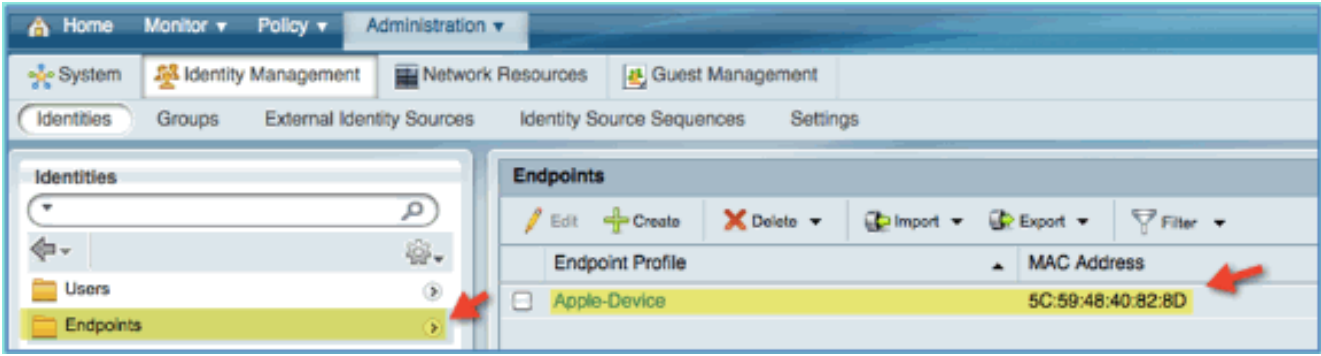 Home Monitor Policy Administration
System Identity Management Network Resources Guest Management
Identities Groups External Identity Sources Identity Source Sequences Settings
Identities
Users
Endpoints
Endpoints
Edit Create Delete Import Export Filter
Endpoint Profile MAC Address
Apple-Device 5C:59:48:40:82:8D